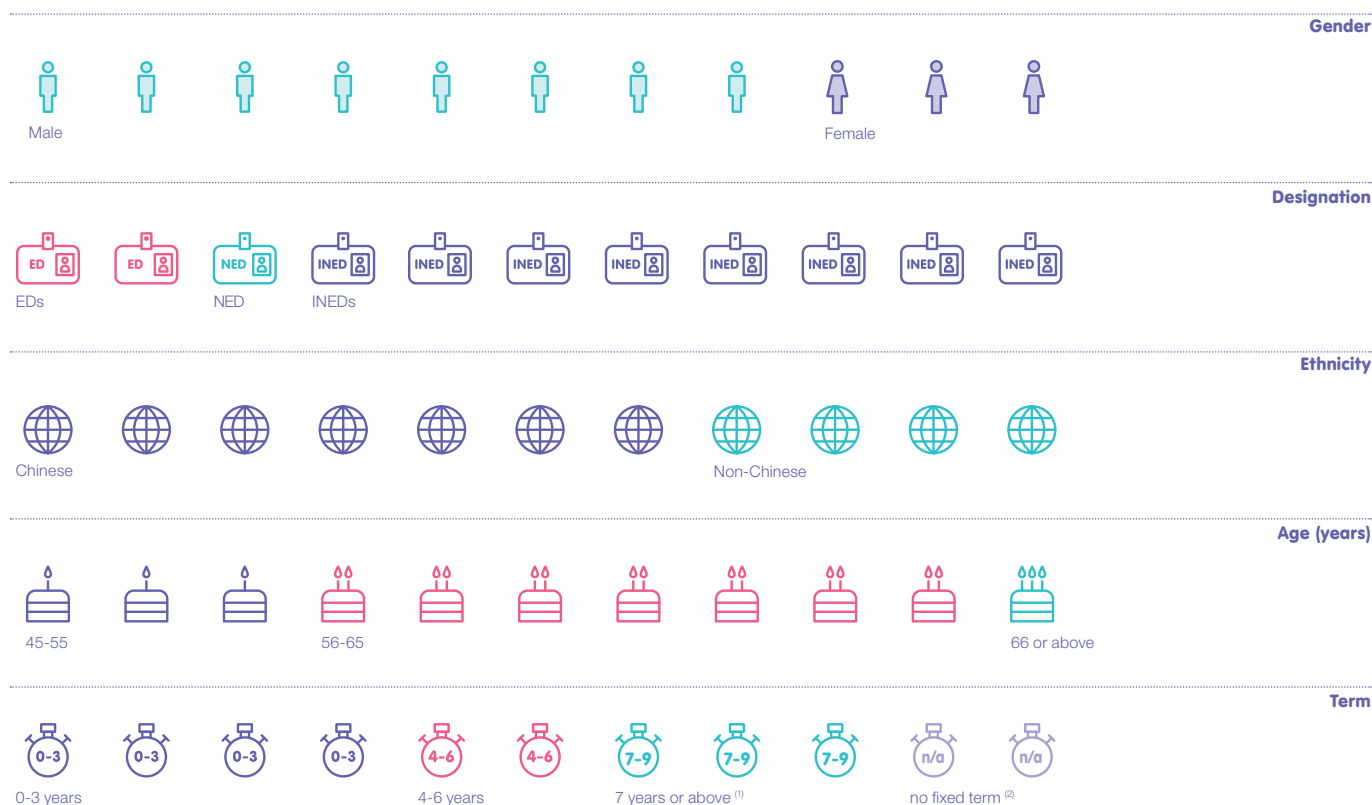 Gender
Male
Female
Designation
ED ED NED INED INED INED INED INED INED INED INED
EDs
NED
INEDs
Ethnicity
Chinese
Non-Chinese
Age (years)
45-55
56-65
66 or above
Term
0-3 0-3 0-3 0-3 4-6 4-6 7-9 7-9 7-9 n/a n/a
0-3 years
4-6 years
7 years or above (1)
no fixed term (2)